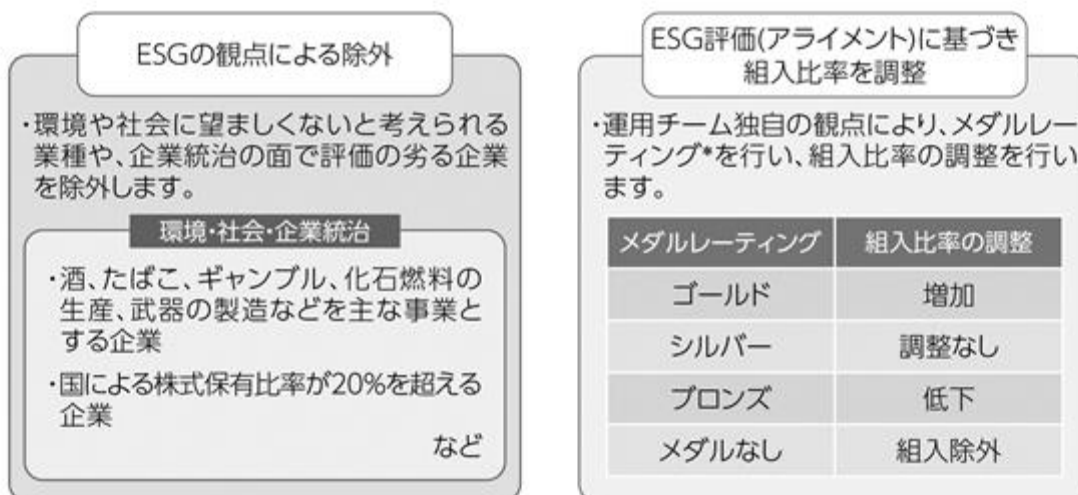 ESGの観点による除外
・環境や社会に望ましくないと考えられる
業種や、企業統治の面で評価の劣る企業
を除外します。
環境・社会・企業統治
・酒、たばこ、ギャンブル、化石燃料の
生産、武器の製造などを主な事業と
する企業
・国による株式保有比率が20%を超える
企業
など
ESG評価(アライメント)に基づき
組入比率を調整
・運用チーム独自の観点により、メダルレー
ティング*を行い、組入比率の調整を行い
ます。
メダルレーティング 組入比率の調整
ゴールド 増加
シルバー 調整なし
ブロンズ 低下
メダルなし 組入除外